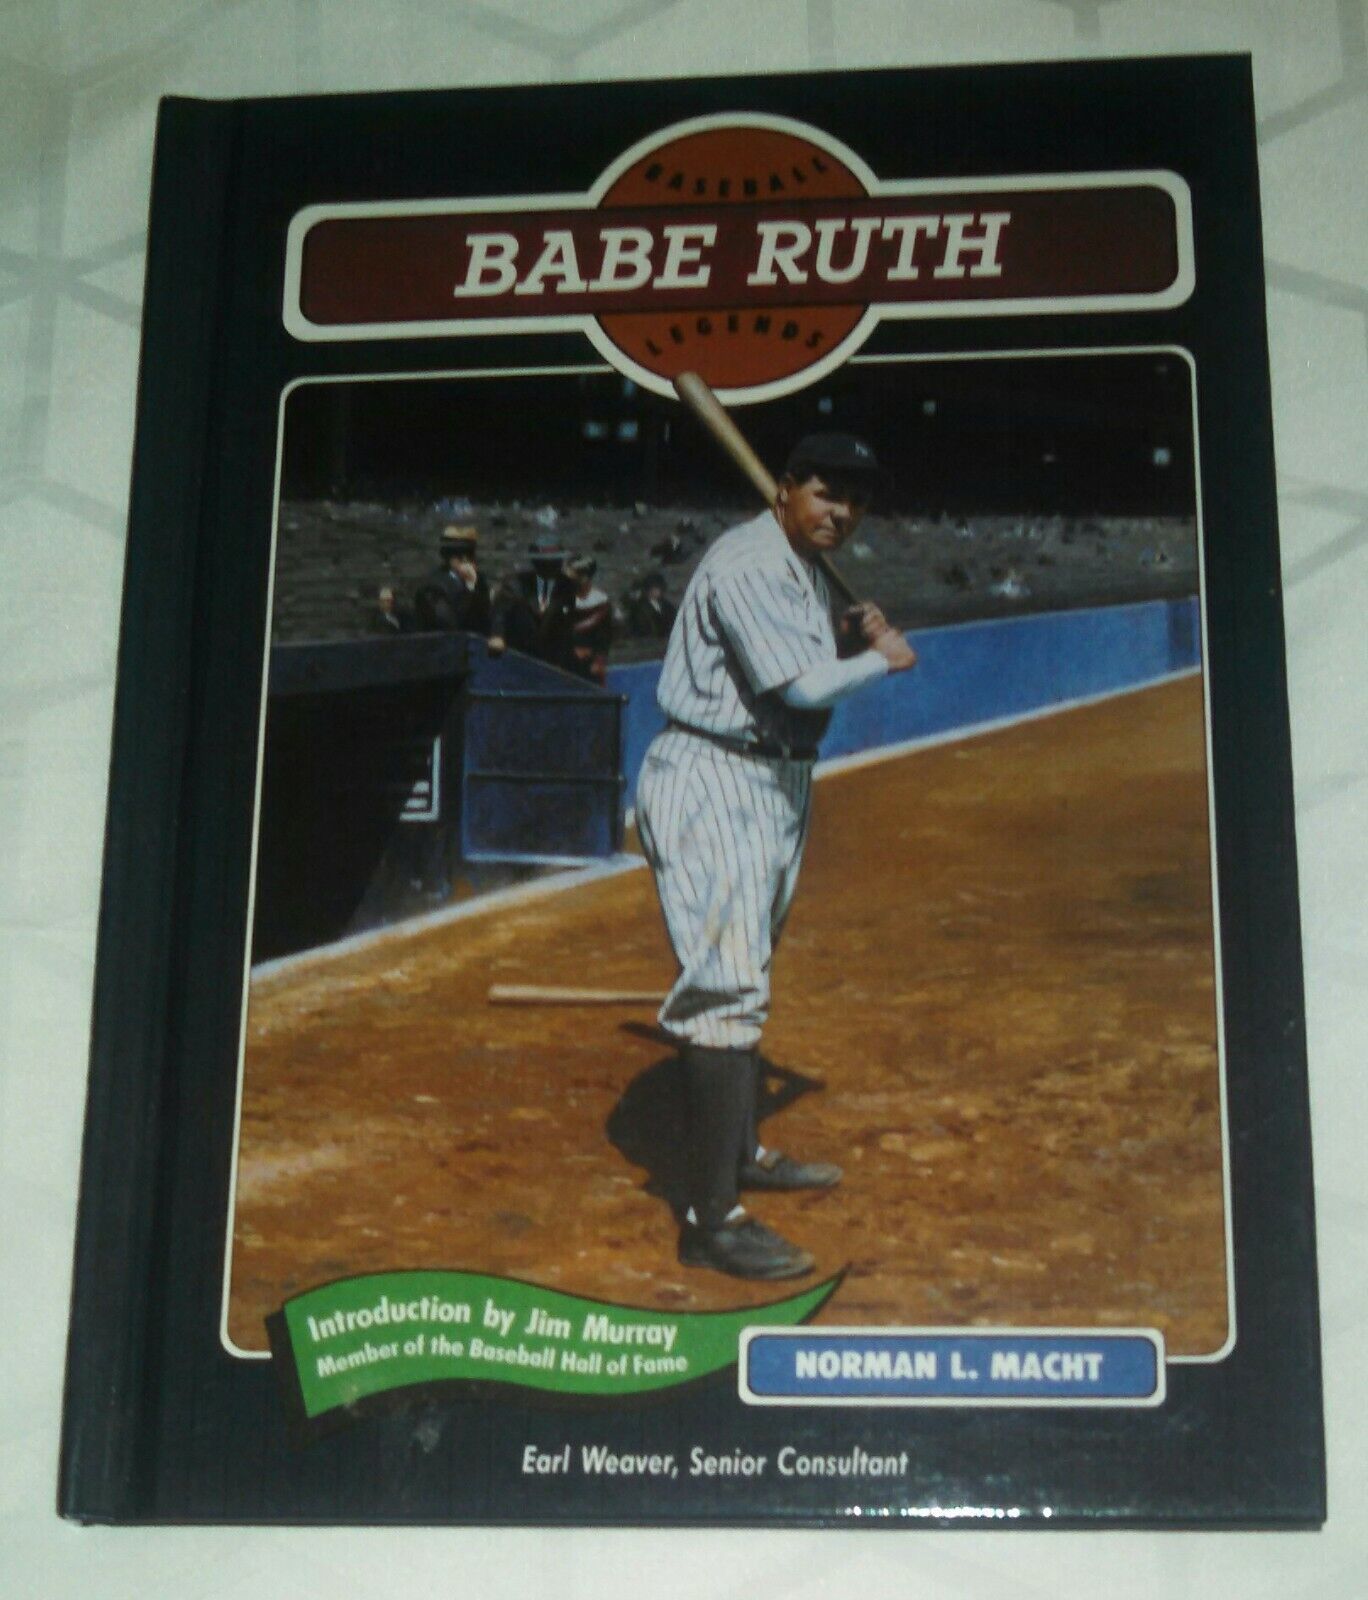 BASEBALL
BABE RUTH
LEGENDS
Introduction by Jim Murray
Member of the Baseball Hall of Fame
NORMAN L. MACHT
Earl Weaver, Senior Consultant